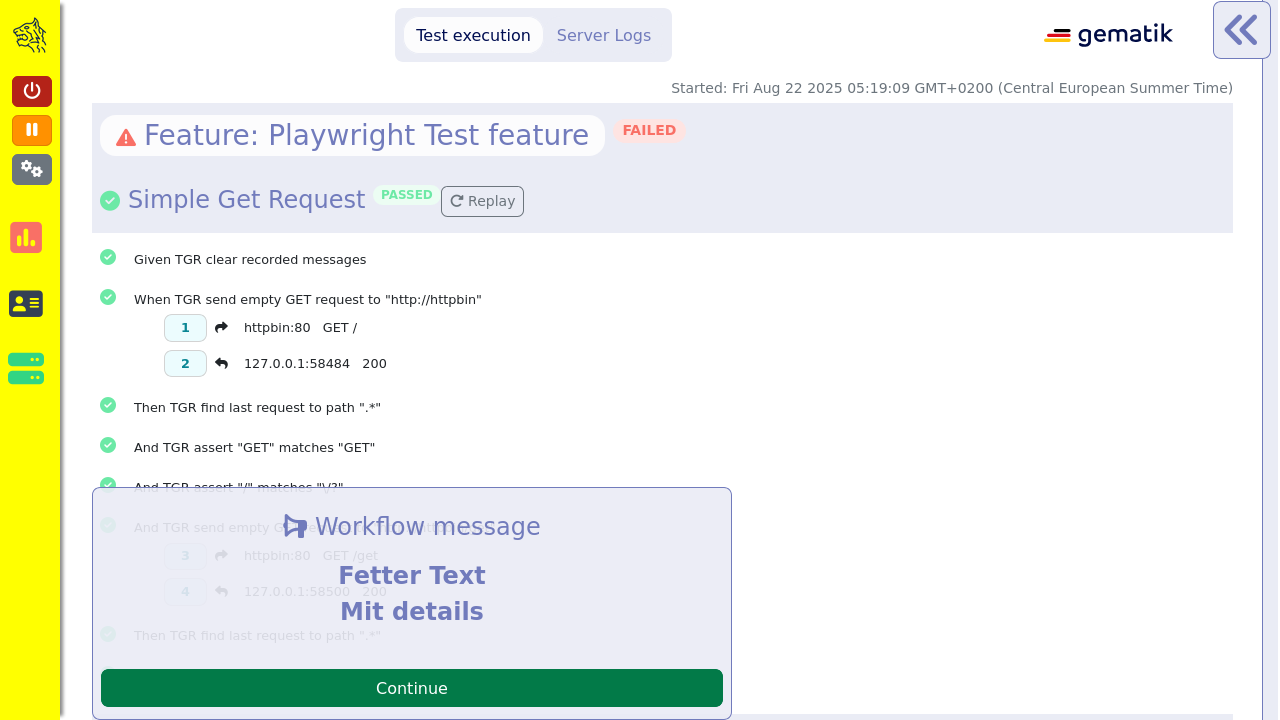 Test execution
Server Logs
gematik
Started: Fri Aug 22 2025 05:19:09 GMT+0200 (Central European Summer Time)
Feature: Playwright Test feature
FAILED
Simple Get Request
PASSED
Replay
Given TGR clear recorded messages
When TGR send empty GET request to "http://httpbin"
1 httpbin:80 GET /
2 127.0.0.1:58484 200
Then TGR find last request to path ".*"
And TGR assert "GET" matches "GET"
And TGR assert "/" matches "\/?"
And TGR send empty
3 httpbin:80 GET /get
4 127.0.0.1:58500 200
Then TGR find last request to path ".*"
Workflow message
Fetter Text
Mit details
Continue